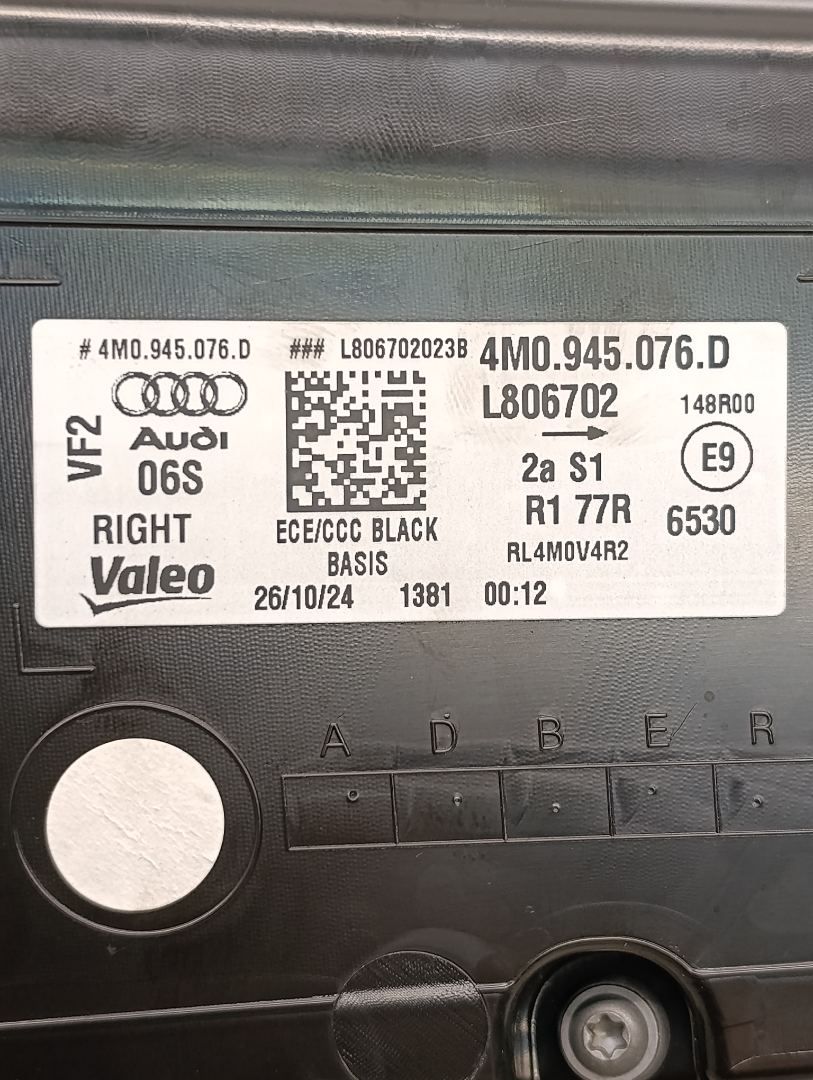 # 4M0.945.076.D ### L806702023B 4M0.945.076.D
L806702 148R00
VF2
Audi
06S
RIGHT
Valeo
ECE/CCC BLACK
BASIS
26/10/24 1381 00:12
2a S1
E9
R1 77R 6530
RL4M0V4R2
A D B E R